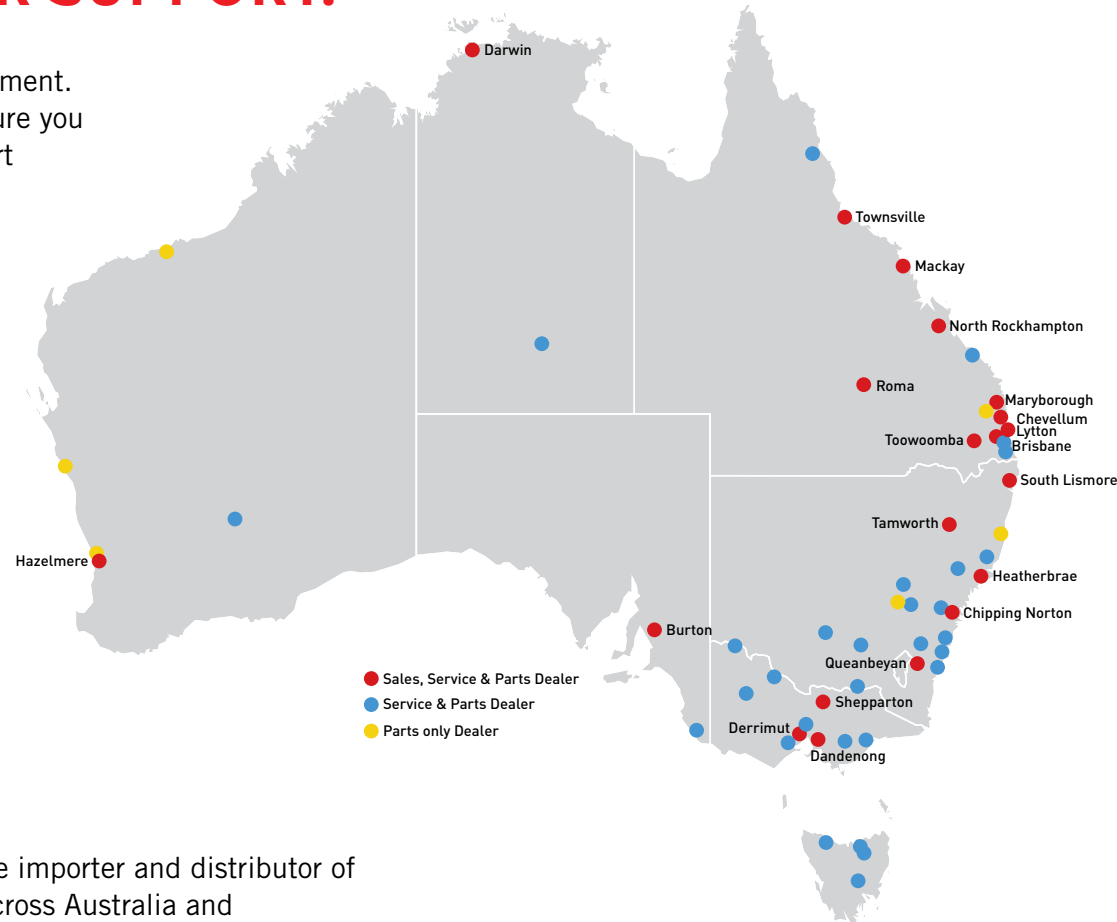 ment.
ure you
rt
Darwin
Townsville
Mackay
North Rockhampton
Roma
Maryborough
Chevellum
Lytton
Toowoomba
Brisbane
South Lismore
Tamworth
Hazelmere
Heatherbrae
Chipping Norton
Burton
Queanbeyan
Sales, Service & Parts Dealer
Service & Parts Dealer
Parts only Dealer
Shepparton
Derrimut
Dandenong
e importer and distributor of
cross Australia and